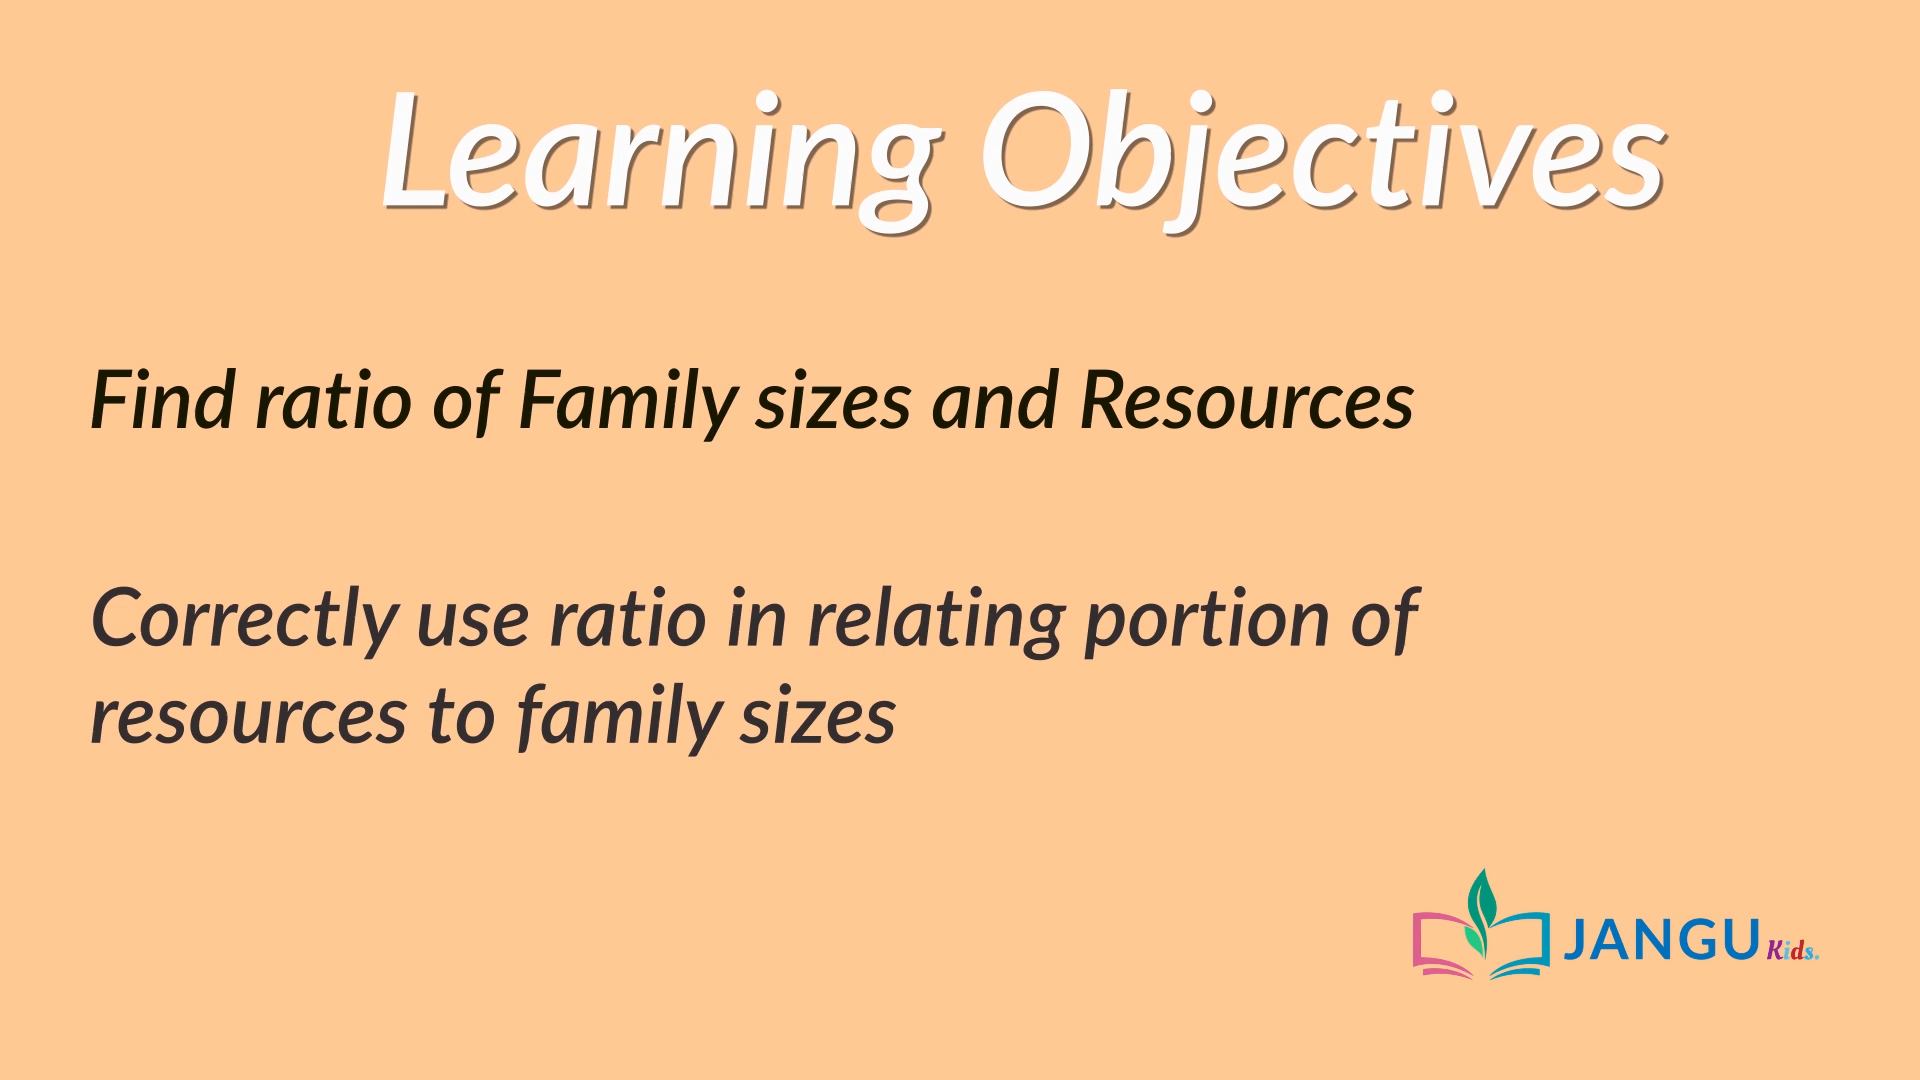 Learning Objectives
Find ratio of Family sizes and Resources
Correctly use ratio in relating portion of
resources to family sizes
JANGU Kids.